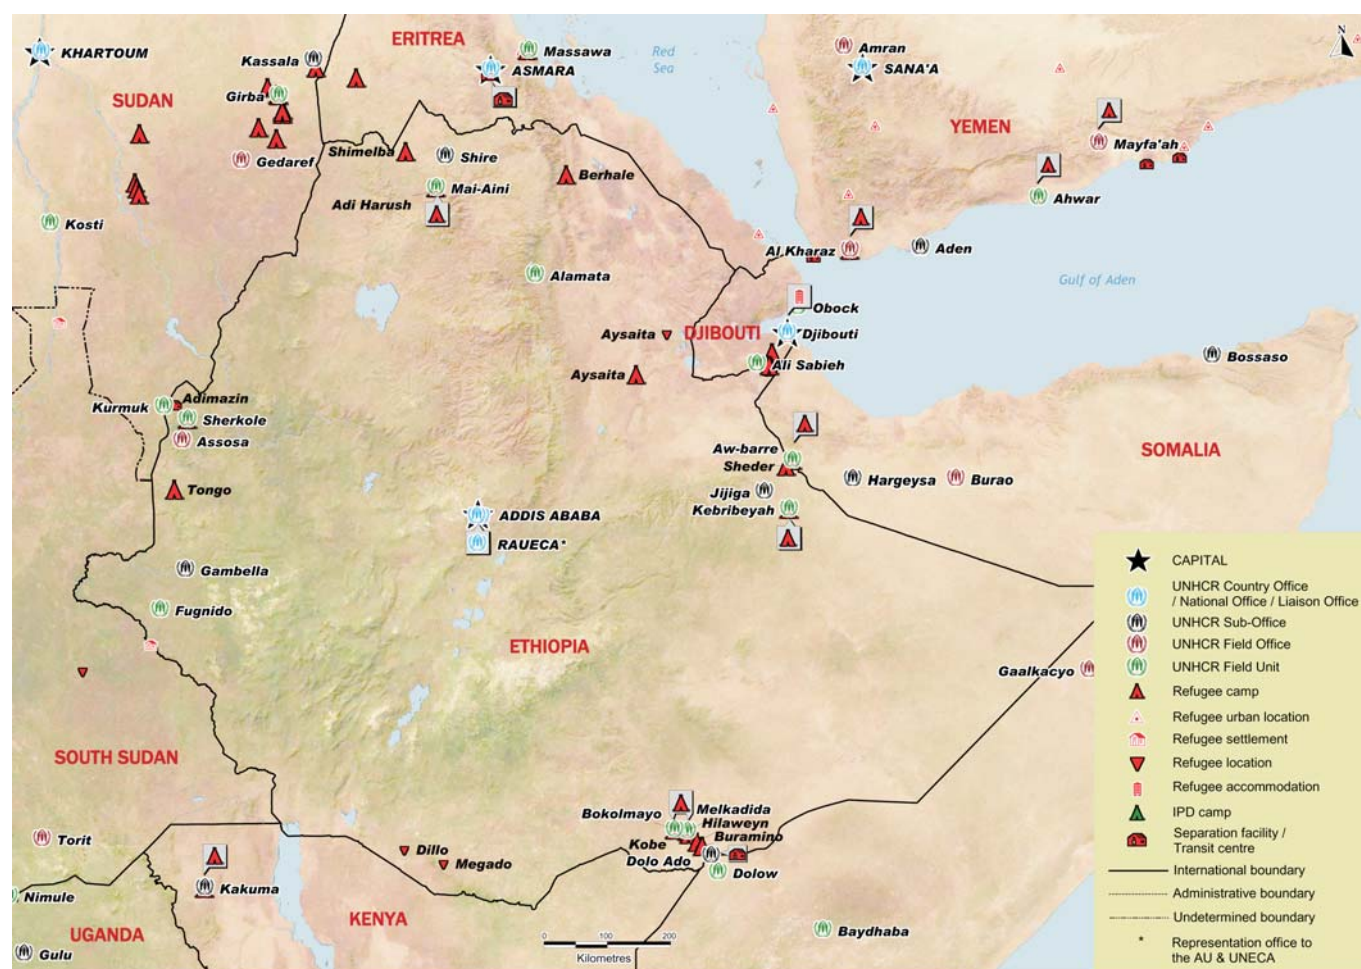 KHARTOUM
Kassala
ERITREA
Massawa
Red
Sea
Amran
N
ASMARA
SANA'A
SUDAN
Girba
YEMEN
Mayfa'ah
Gedaref
Shimelba
Shire
Berhale
Mai-Aini
Adi Harush
Ahwar
Kosti
Al Kharaz
Aden
Alamata
Gulf of Aden
Obock
Aysaita
DJIBOUTI
Djibouti
Bossaso
Aysaita
Ali Sabieh
Adimazin
Kurmuk
Sherkole
Assosa
Aw-barre
Sheder
SOMALIA
Tongo
Jijiga
Hargeysa
Burao
Kebribeyah
ADDIS ABABA
RAUECA*
Gambella
Fugnido
ETHIOPIA
Gaalkacyo
SOUTH SUDAN
Bokolmayo
Melkadida
Hilaweyn
Torit
Kobe
Buramino
Dillo
Megado
Dolo Ado
Dolow
Kakuma
Nimule
KENYA
UGANDA
Baydhaba
Gulu
0 100 200
Kilometres
CAPITAL
UNHCR Country Office
/ National Office / Liaison Office
UNHCR Sub-Office
UNHCR Field Office
UNHCR Field Unit
Refugee camp
Refugee urban location
Refugee settlement
Refugee location
Refugee accommodation
IPD camp
Separation facility /
Transit centre
International boundary
Administrative boundary
Undetermined boundary
* Representation office to
the AU & UNECA